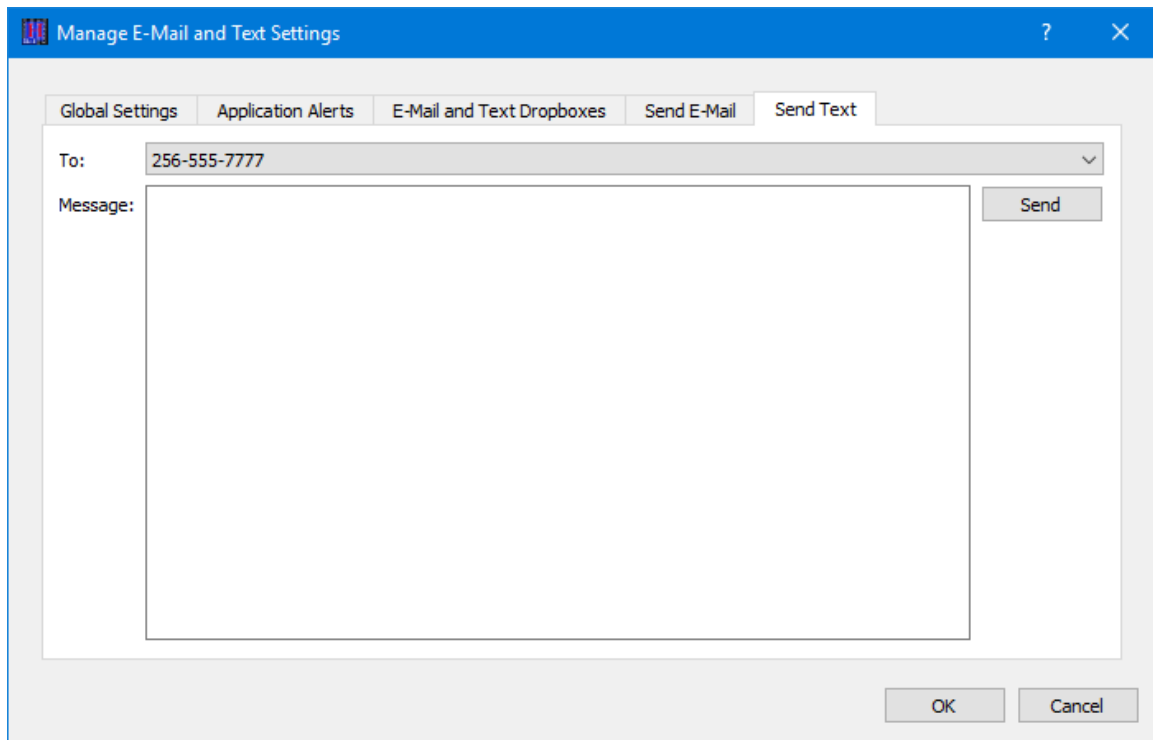 Manage E-Mail and Text Settings ?
Global Settings Application Alerts E-Mail and Text Dropboxes Send E-Mail Send Text
To: 256-555-7777
Message: Send
OK Cancel